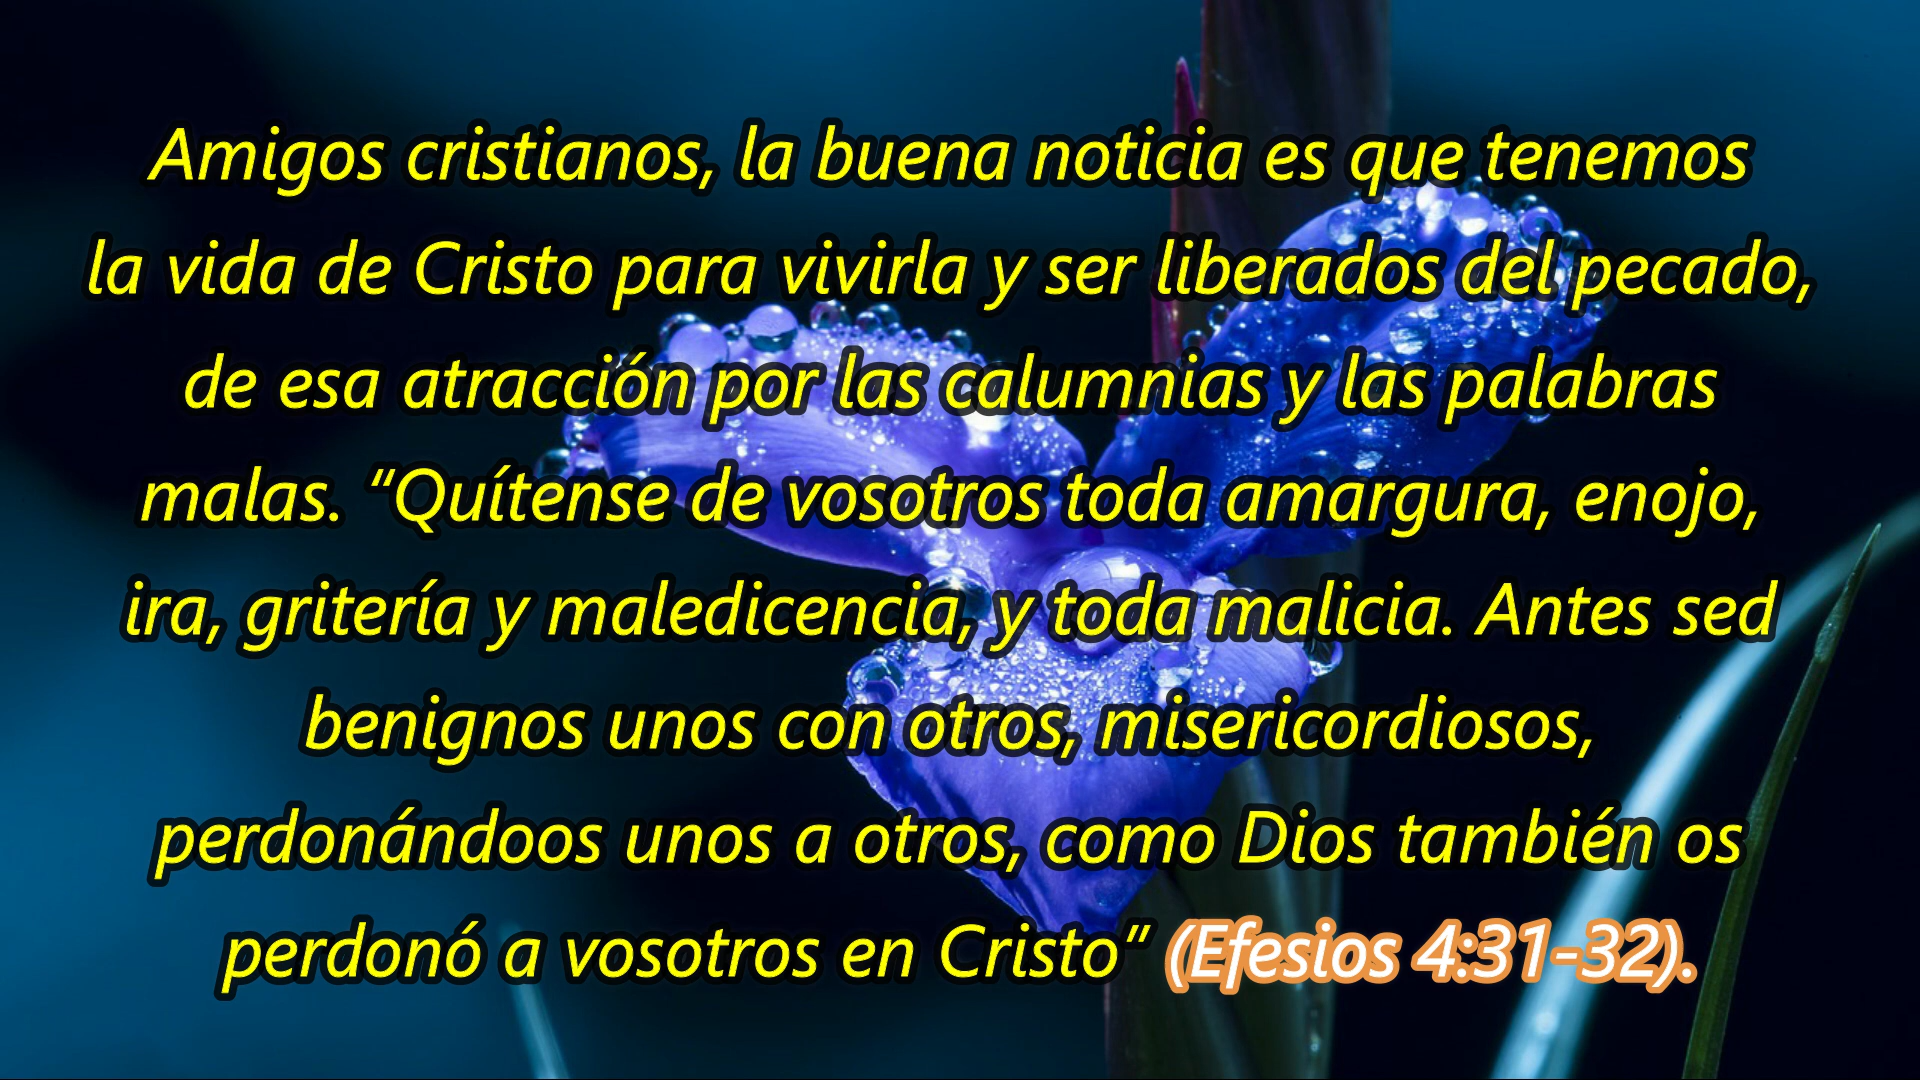 Amigos cristianos, la buena noticia es que tenemos
la vida de Cristo para vivirla y ser liberados del pecado,
de esa atracción por las calumnias y las palabras
malas. “Quítense de vosotros toda amargura, enojo,
ira, gritería y maledicencia, y toda malicia. Antes sed
benignos unos con otros, misericordiosos,
perdonándoos unos a otros, como Dios también os
perdonó a vosotros en Cristo” (Efesios 4:31-32).